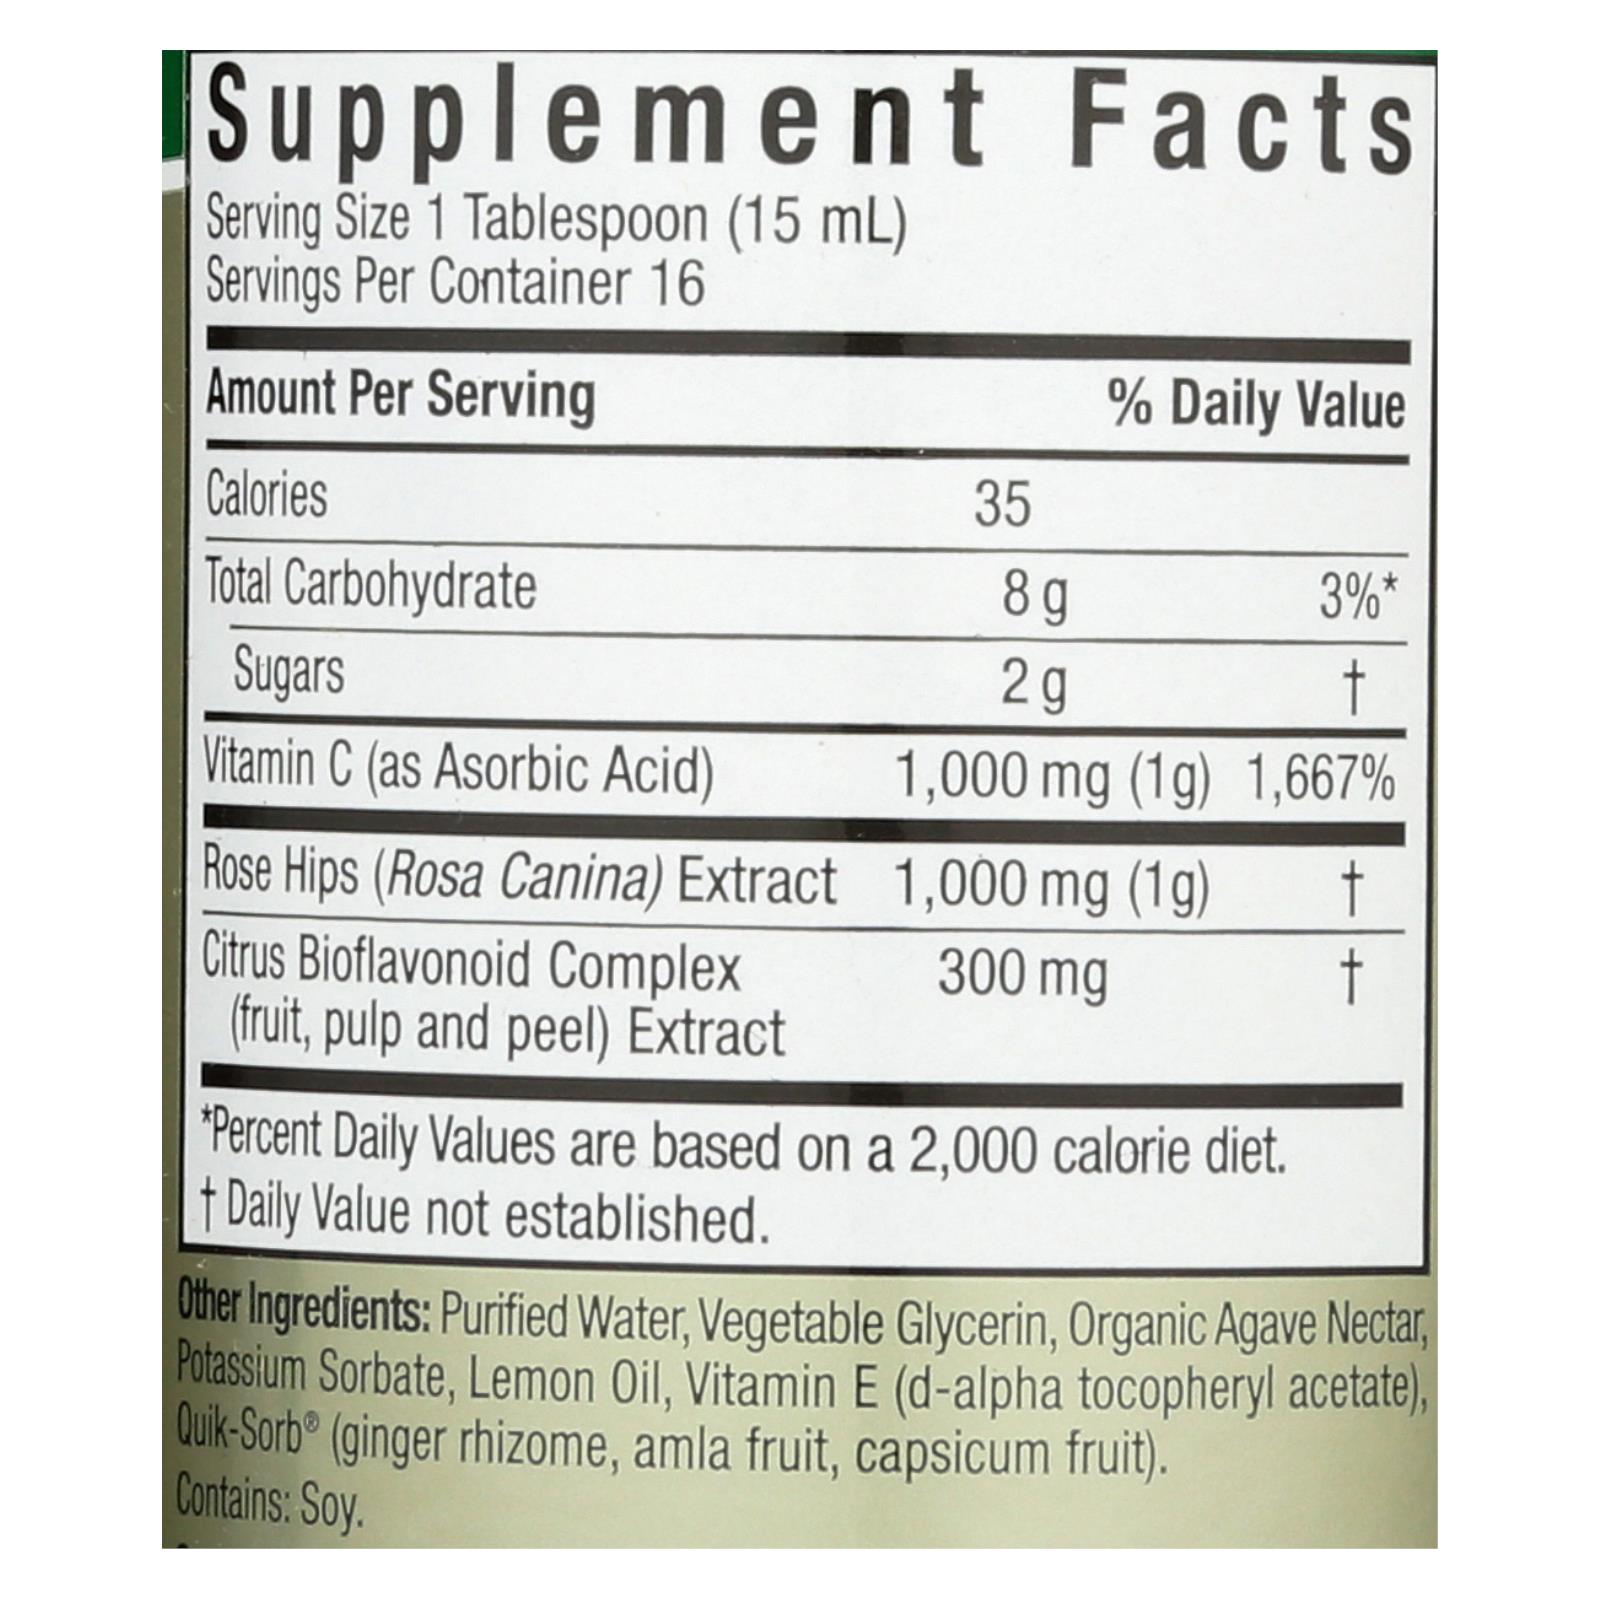 Supplement Facts
Serving Size 1 Tablespoon (15 mL)
Servings Per Container 16
Amount Per Serving % Daily Value
Calories 35
Total Carbohydrate 8 g 3%*
Sugars 2 g †
Vitamin C (as Asorbic Acid) 1,000 mg (1g) 1,667%
Rose Hips (Rosa Canina) Extract 1,000 mg (1g) †
Citrus Bioflavonoid Complex 300 mg †
(fruit, pulp and peel) Extract
*Percent Daily Values are based on a 2,000 calorie diet.
† Daily Value not established.
Other Ingredients: Purified Water, Vegetable Glycerin, Organic Agave Nectar,
Potassium Sorbate, Lemon Oil, Vitamin E (d-alpha tocopheryl acetate),
Quik-Sorb® (ginger rhizome, amla fruit, capsicum fruit).
Contains: Soy.